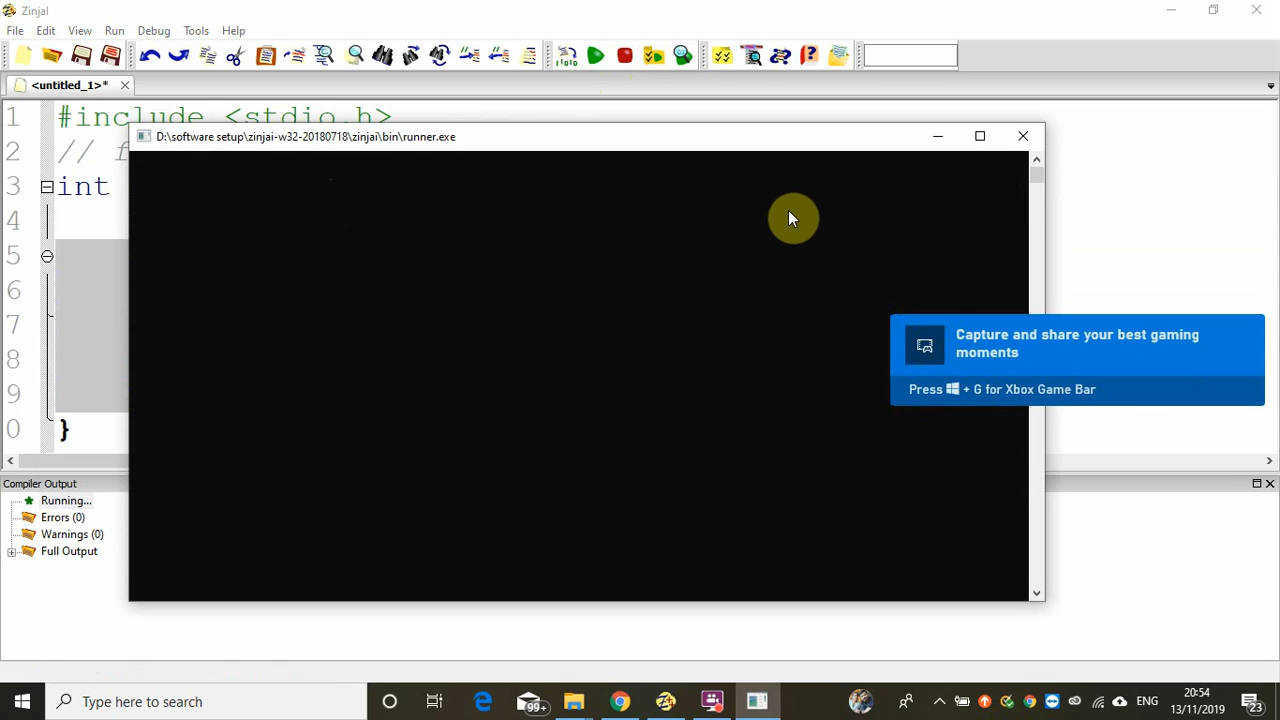 ZinjaI
File Edit View Run Debug Tools Help
<untitled_1>*
1 #include <stdio.h>
2 // f
3 int
4
5
6
7
8
9
0 }
D:\software setup\zinjai-w32-20180718\zinjai\bin\runner.exe
Capture and share your best gaming
moments
Press + G for Xbox Game Bar
Compiler Output
Running...
Errors (0)
Warnings (0)
Full Output
Type here to search
99+
ENG
20:54
13/11/2019
23